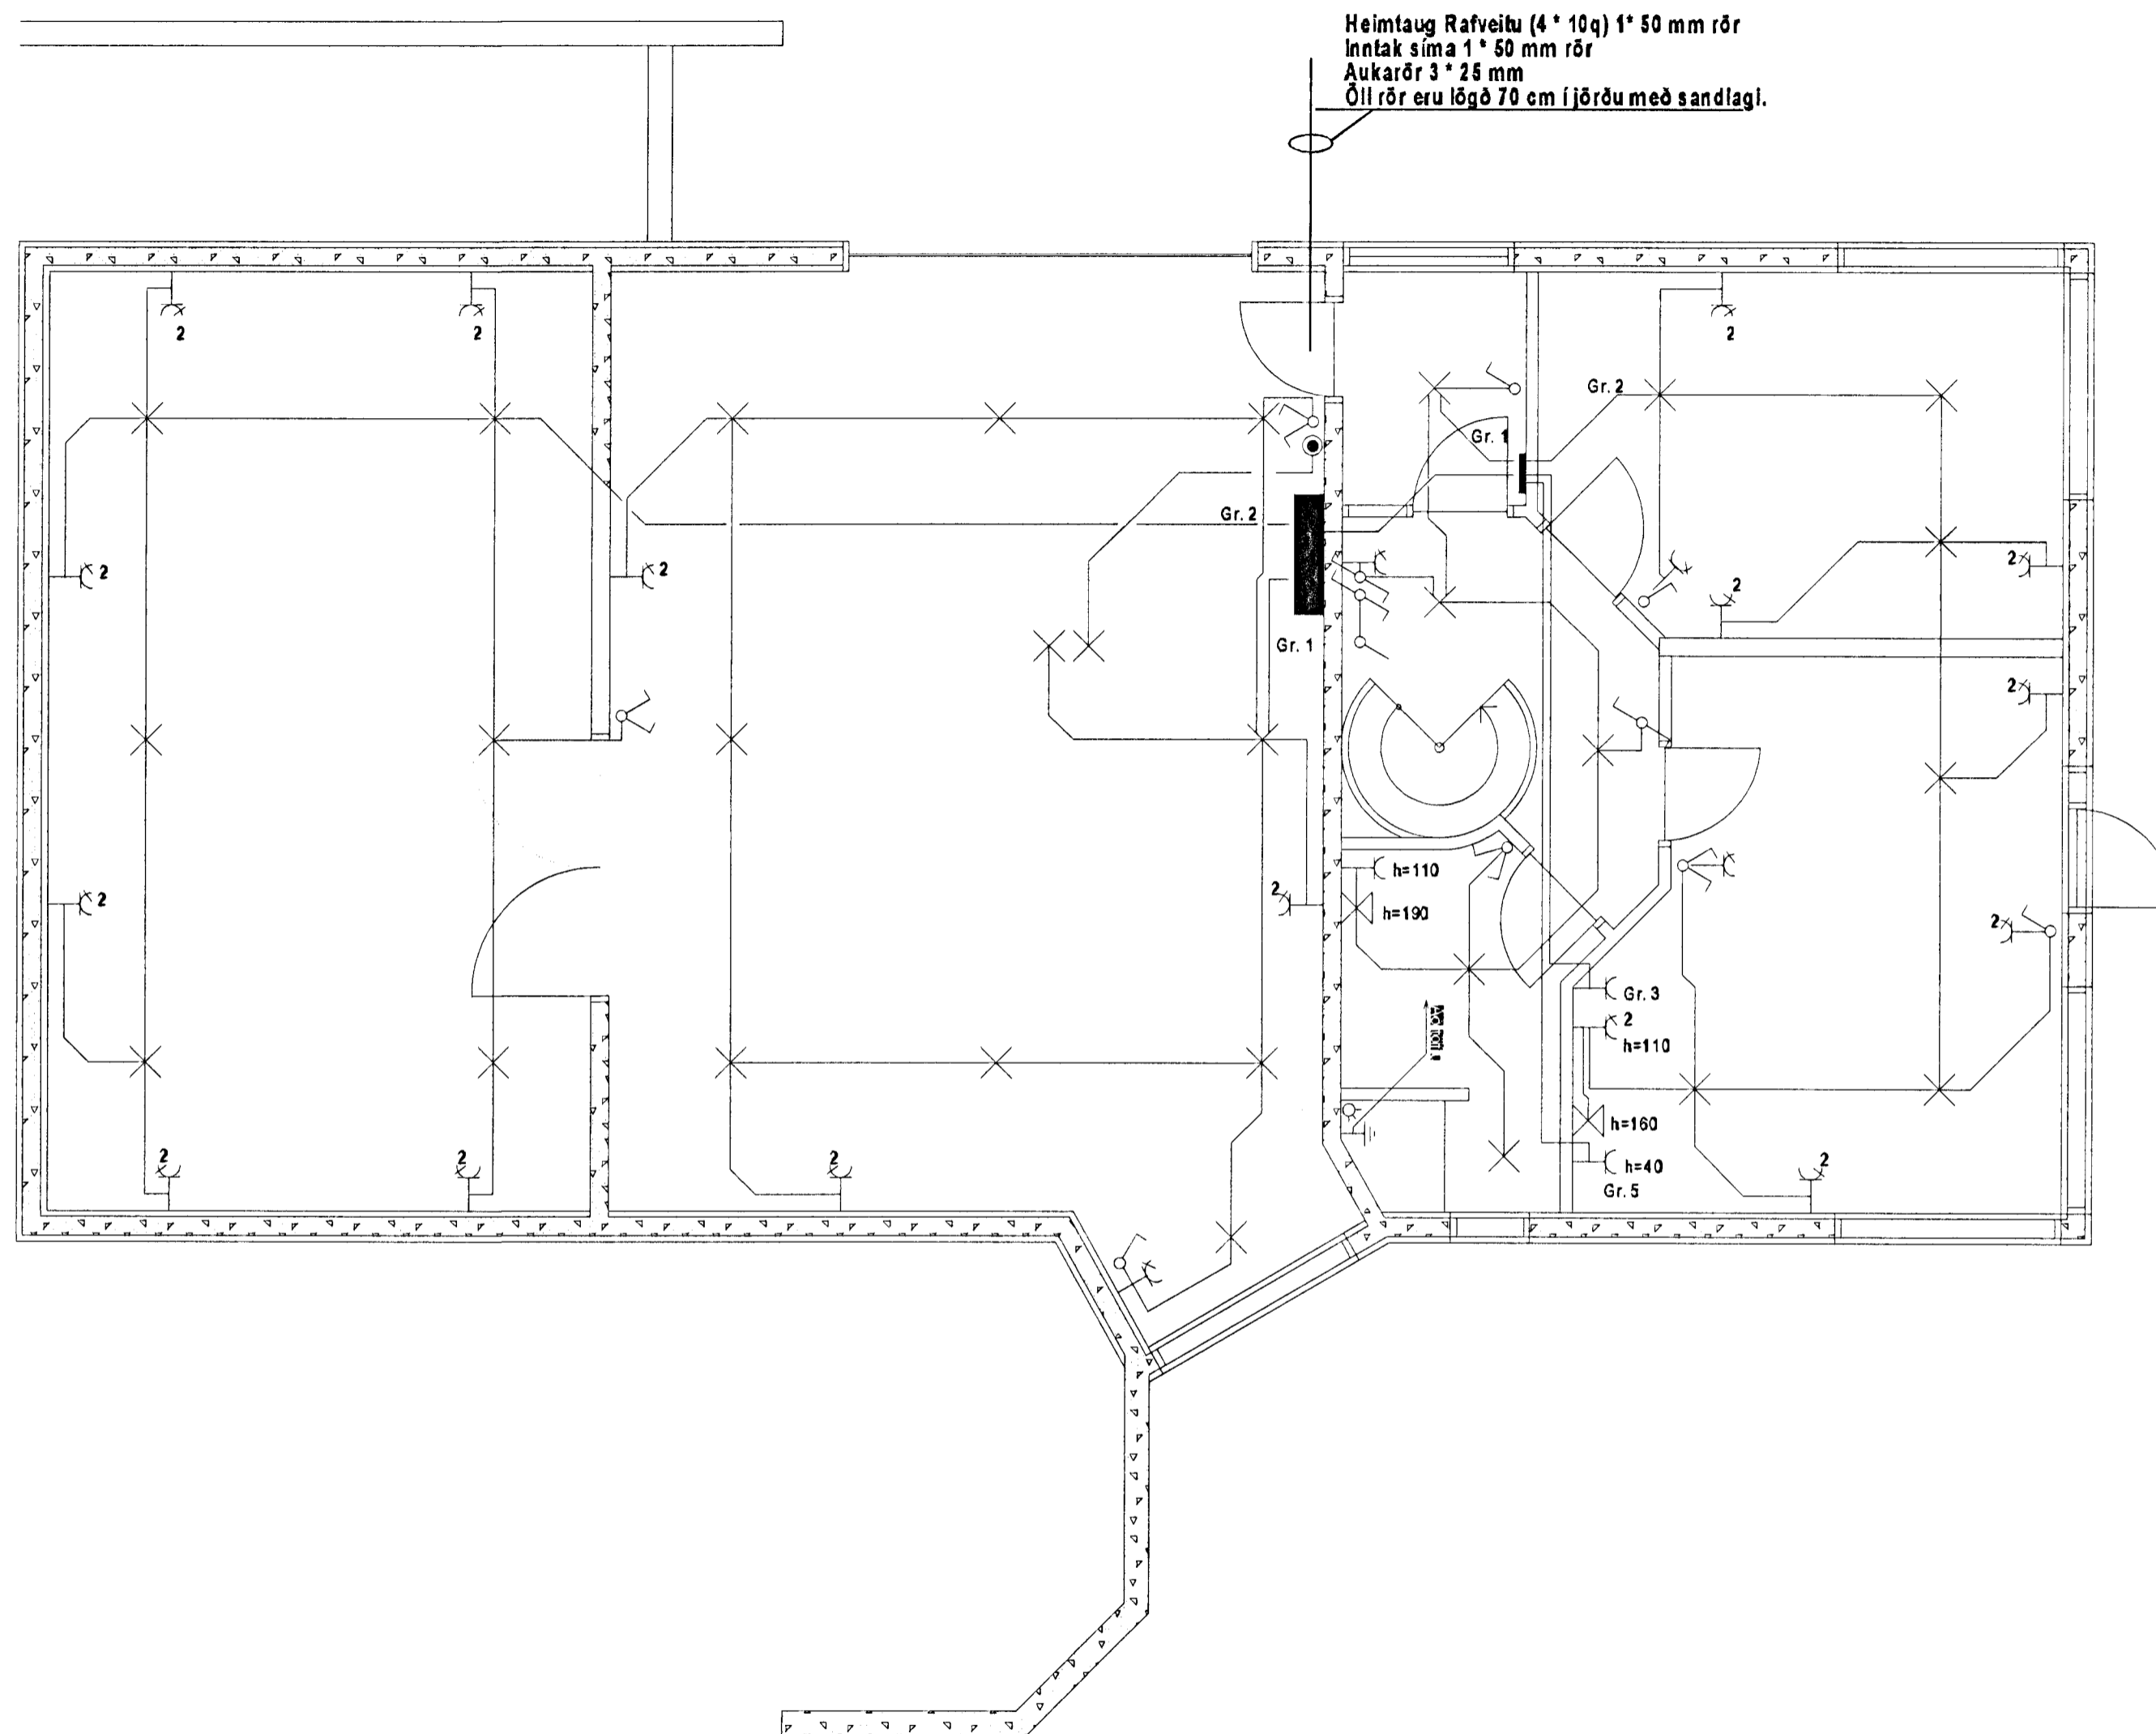 Heimtaug Rafveitu (4 * 10q) 1* 50 mm rör
Inntak síma 1 * 50 mm rör
Aukarör 3 * 25 mm
Öll rör eru lögð 70 cm í jörðu með sandlagi.
2
2
2
Gr. 2
Gr. 1
Gr. 2
2
2
2
2
Gr. 1
2
h=110
2
2
h=190
2
Gr. 3
2
h=110
h=160
2
2
2
h=40
2
Gr. 5